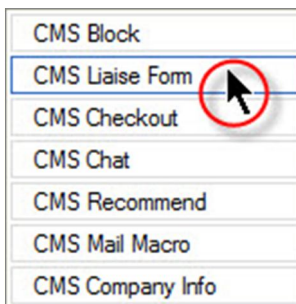 CMS Block
CMS Liaise Form
CMS Checkout
CMS Chat
CMS Recommend
CMS Mail Macro
CMS Company Info